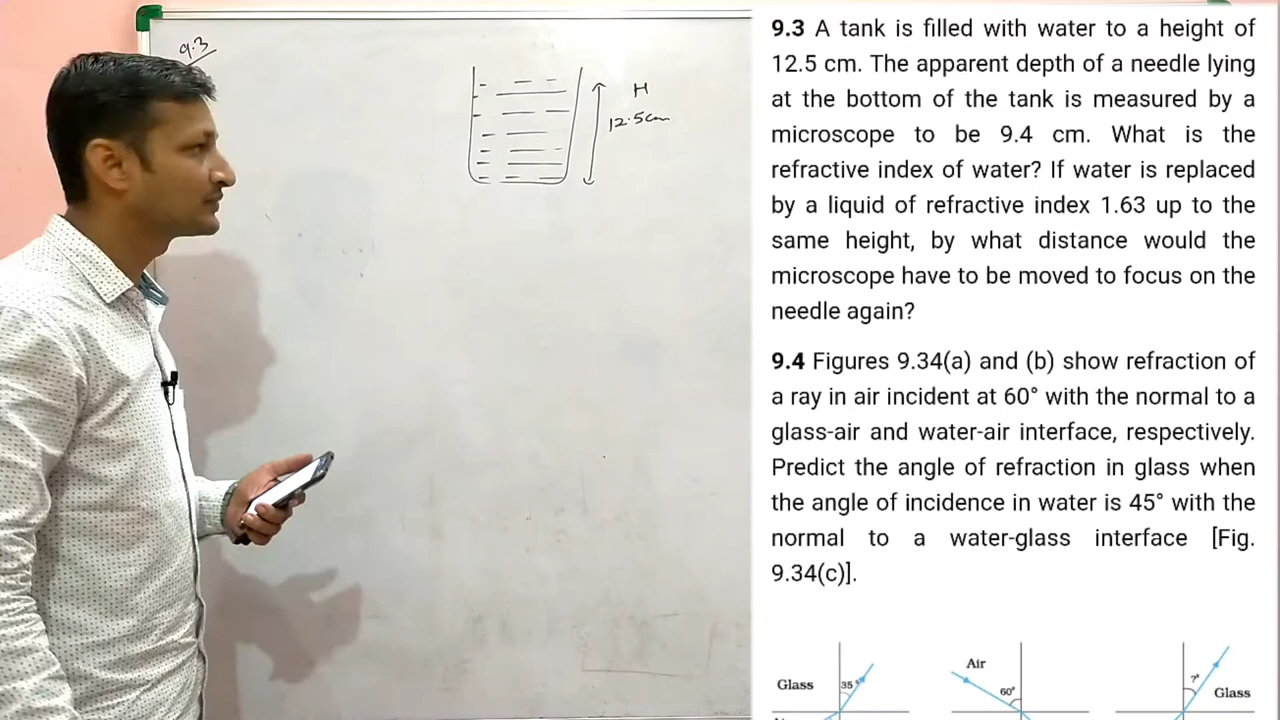 9.3
H
12.5cm
9.3 A tank is filled with water to a height of
12.5 cm. The apparent depth of a needle lying
at the bottom of the tank is measured by a
microscope to be 9.4 cm. What is the
refractive index of water? If water is replaced
by a liquid of refractive index 1.63 up to the
same height, by what distance would the
microscope have to be moved to focus on the
needle again?
9.4 Figures 9.34(a) and (b) show refraction of
a ray in air incident at 60° with the normal to a
glass-air and water-air interface, respectively.
Predict the angle of refraction in glass when
the angle of incidence in water is 45° with the
normal to a water-glass interface [Fig.
9.34(c)].
Glass 35°
Air
60°
?
Glass